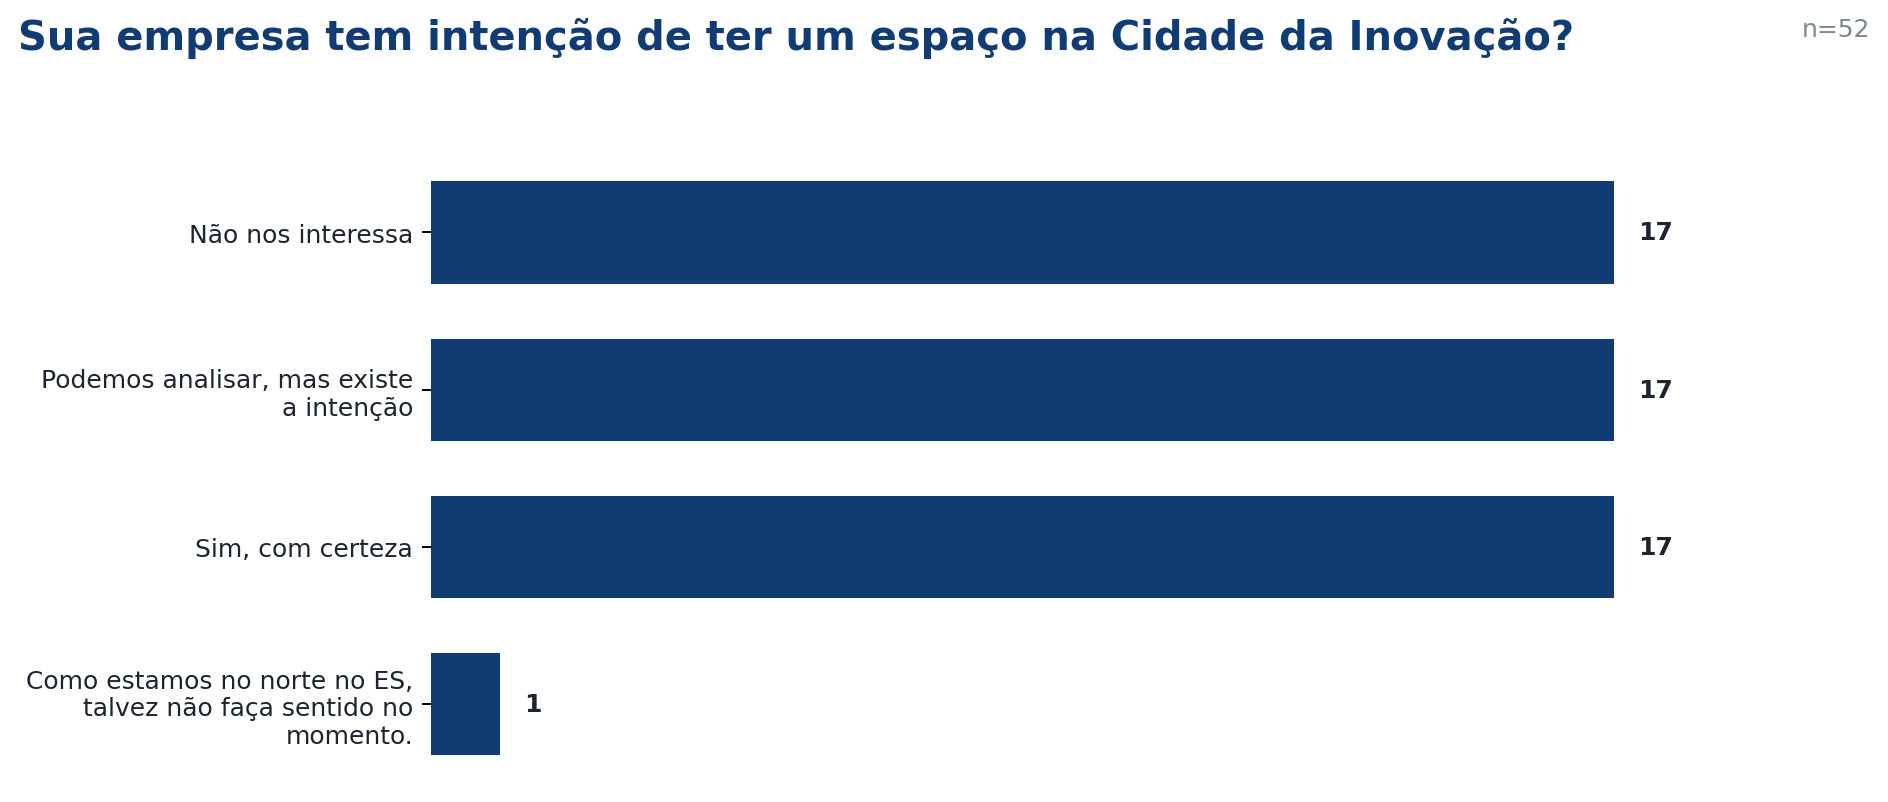 Sua empresa tem intenção de ter um espaço na Cidade da Inovação?
n=52
Não nos interessa
17
Podemos analisar, mas existe
a intenção
17
Sim, com certeza
17
Como estamos no norte no ES,
talvez não faça sentido no
momento.
1